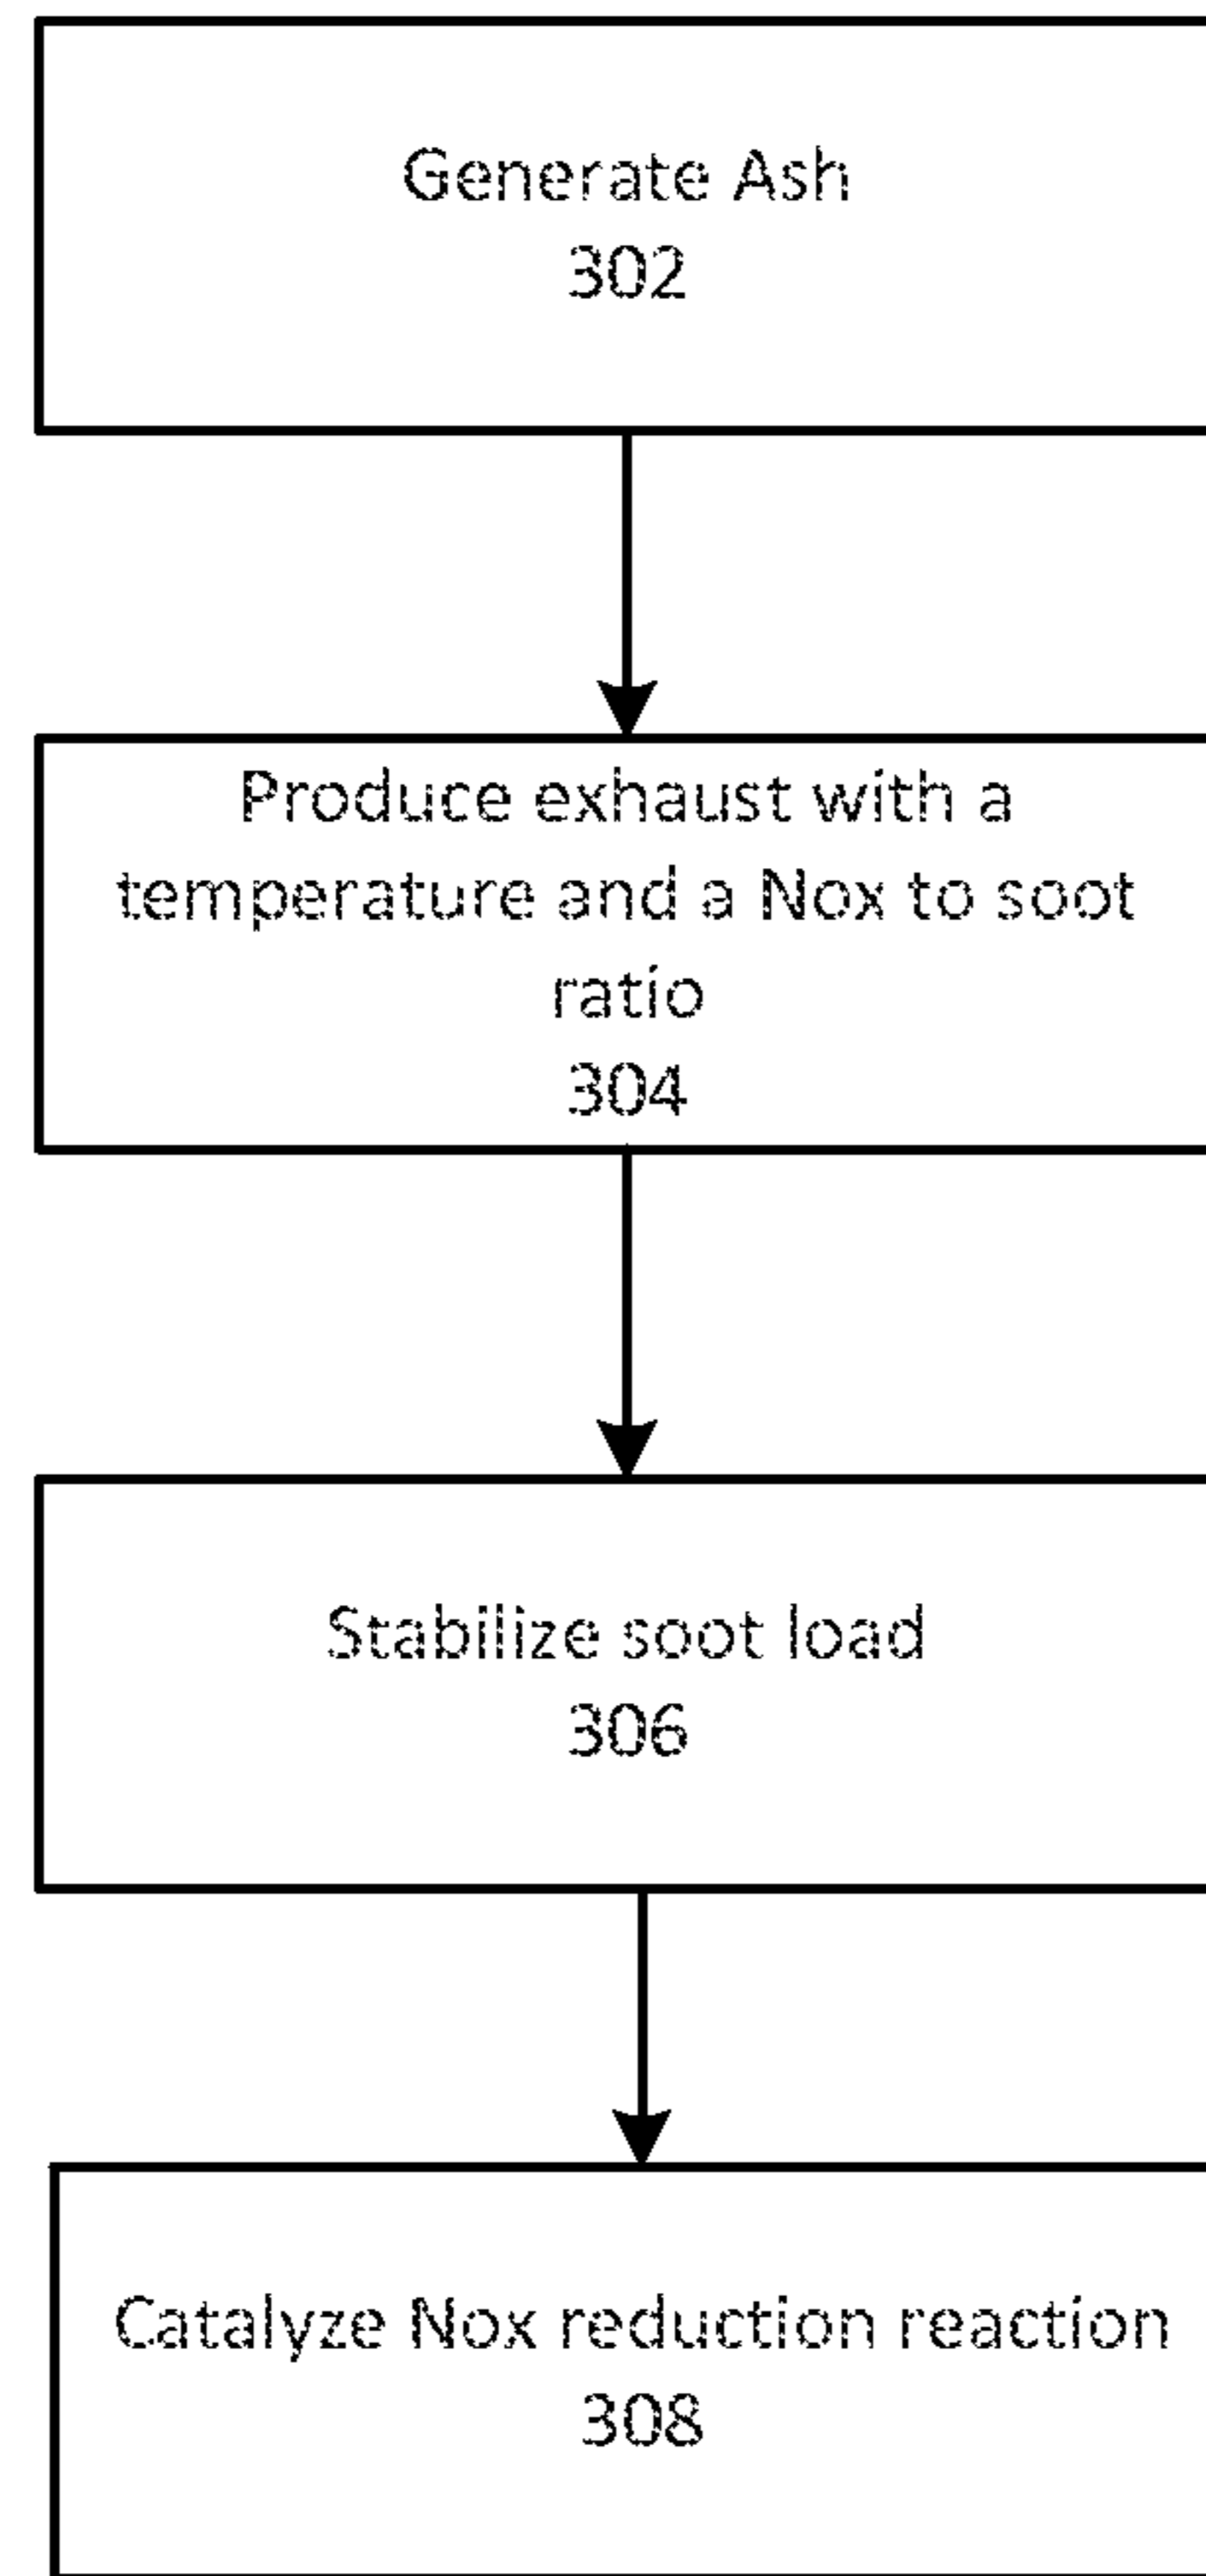 Generate Ash
302
Produce exhaust with a
temperature and a Nox to soot
ratio
304
Stabilize soot load
306
Catalyze Nox reduction reaction
308